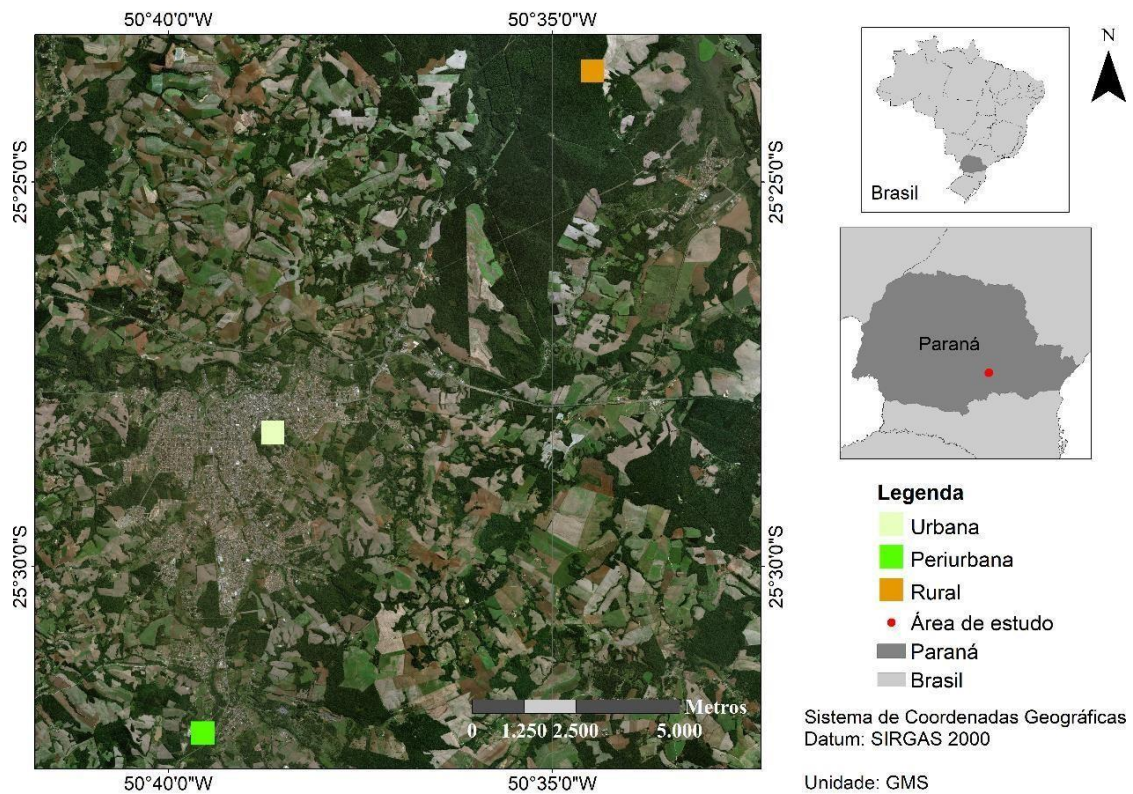 50°40'0"W 50°35'0"W
25°25'0"S 25°25'0"S
25°30'0"S 25°30'0"S
Metros
0 1.250 2.500 5.000
50°40'0"W 50°35'0"W
N
Brasil
Paraná
Legenda
Urbana
Periurbana
Rural
Área de estudo
Paraná
Brasil
Sistema de Coordenadas Geográficas
Datum: SIRGAS 2000
Unidade: GMS